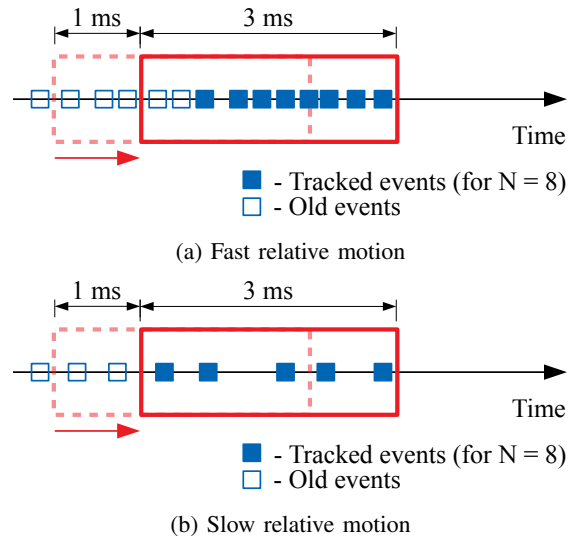 1 ms 3 ms
Time
- Tracked events (for N = 8)
- Old events
(a) Fast relative motion
1 ms 3 ms
Time
- Tracked events (for N = 8)
- Old events
(b) Slow relative motion